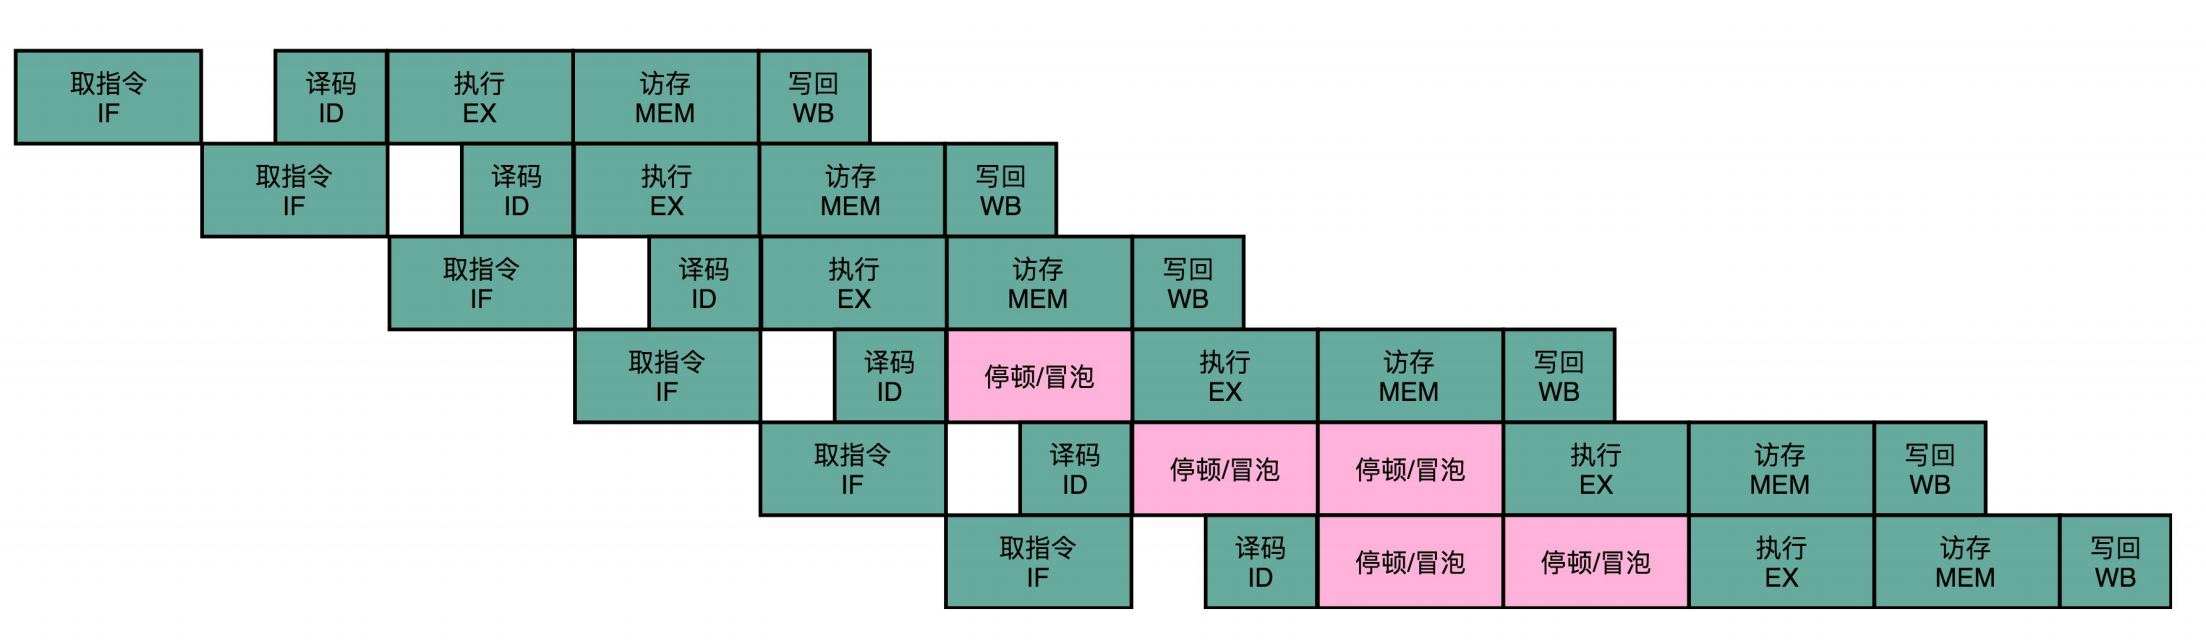 取指令
IF
译码
ID
执行
EX
访存
MEM
写回
WB
取指令
IF
译码
ID
执行
EX
访存
MEM
写回
WB
取指令
IF
译码
ID
执行
EX
访存
MEM
写回
WB
取指令
IF
译码
ID
停顿/冒泡
执行
EX
访存
MEM
写回
WB
取指令
IF
译码
ID
停顿/冒泡
停顿/冒泡
执行
EX
访存
MEM
写回
WB
取指令
IF
译码
ID
停顿/冒泡
停顿/冒泡
执行
EX
访存
MEM
写回
WB